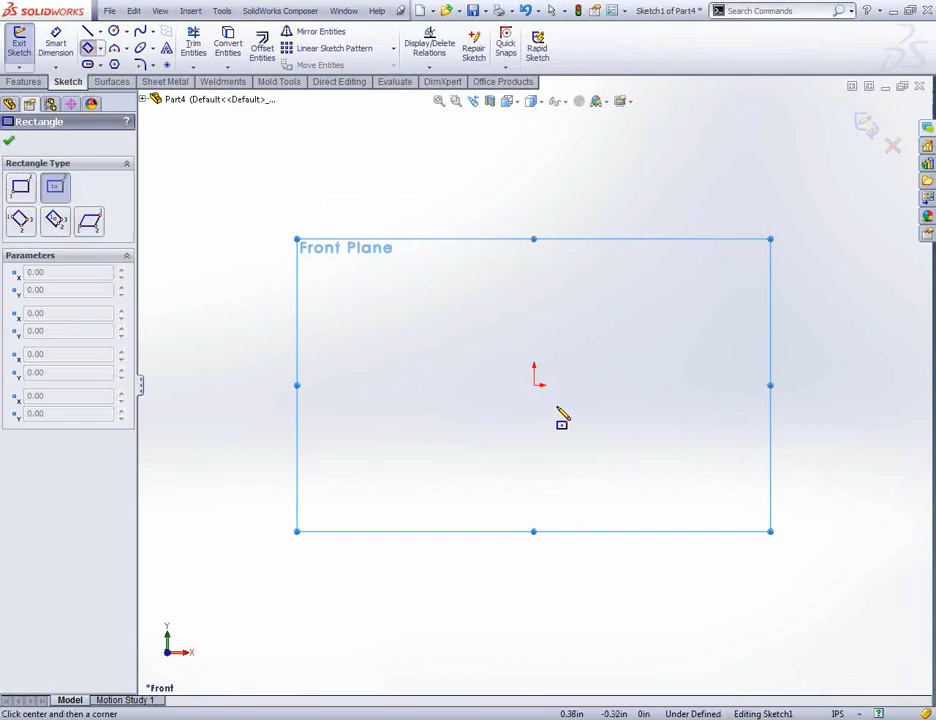 SOLIDWORKS File Edit View Insert Tools SolidWorks Composer Window Help Sketch1 of Part4 * Search Commands
Exit Sketch
Smart Dimension
Trim Entities
Convert Entities
Offset Entities
Mirror Entities
Linear Sketch Pattern
Move Entities
Display/Delete Relations
Repair Sketch
Quick Snaps
Rapid Sketch
Features Sketch Surfaces Sheet Metal Weldments Mold Tools Direct Editing Evaluate DimXpert Office Products
Part4 (Default<<Default>_...
Rectangle ?
Rectangle Type
Parameters
X 0.00
Y 0.00
X 0.00
Y 0.00
X 0.00
Y 0.00
X 0.00
Y 0.00
Front Plane
Y
X
*Front
Model Motion Study 1
Click center and then a corner 0.38in -0.32in 0in Under Defined Editing Sketch1 IPS